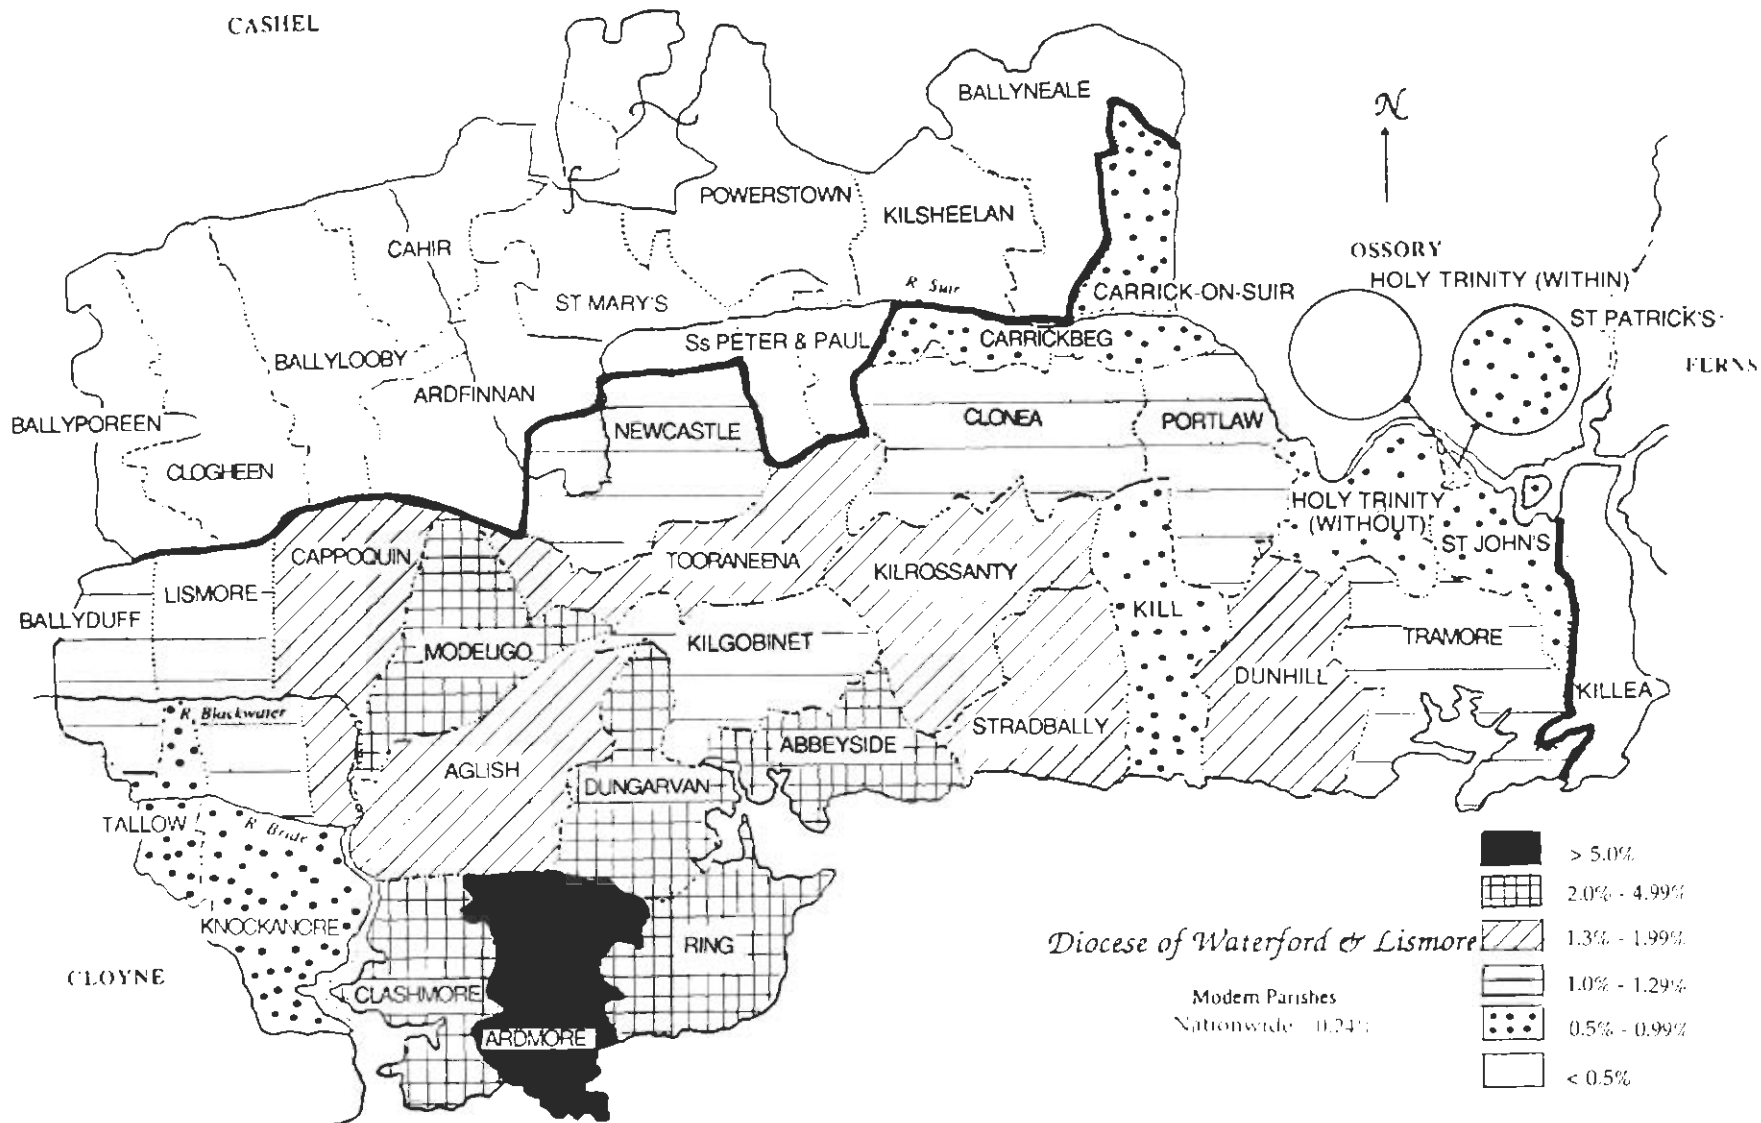 CASHEL
BALLYNEALE
N
POWERSTOWN
KILSHEELAN
CAHIR
OSSORY
HOLY TRINITY (WITHIN)
R Suir
CARRICK-ON-SUIR
ST MARY'S
ST PATRICK'S
Ss PETER & PAUL
CARRICKBEG
BALLYLOOBY
FERNS
ARDFINNAN
BALLYPOREEN
NEWCASTLE
CLONEA
PORTLAW
CLOGHEEN
HOLY TRINITY
(WITHOUT)
ST JOHN'S
CAPPOQUIN
TOORANEENA
KILROSSANTY
LISMORE
BALLYDUFF
KILL
MODELIGO
KILGOBINET
TRAMORE
DUNHILL
KILLEA
R. Blackwater
STRADBALLY
ABBEYSIDE
AGLISH
DUNGARVAN
TALLOW
R. Bride
KNOCKANORE
RING
CLOYNE
CLASHMORE
ARDMORE
> 5.0%
2.0% - 4.99%
Diocese of Waterford & Lismore
1.3% - 1.99%
1.0% - 1.29%
Modern Parishes
Nationwide 0.24%
0.5% - 0.99%
< 0.5%